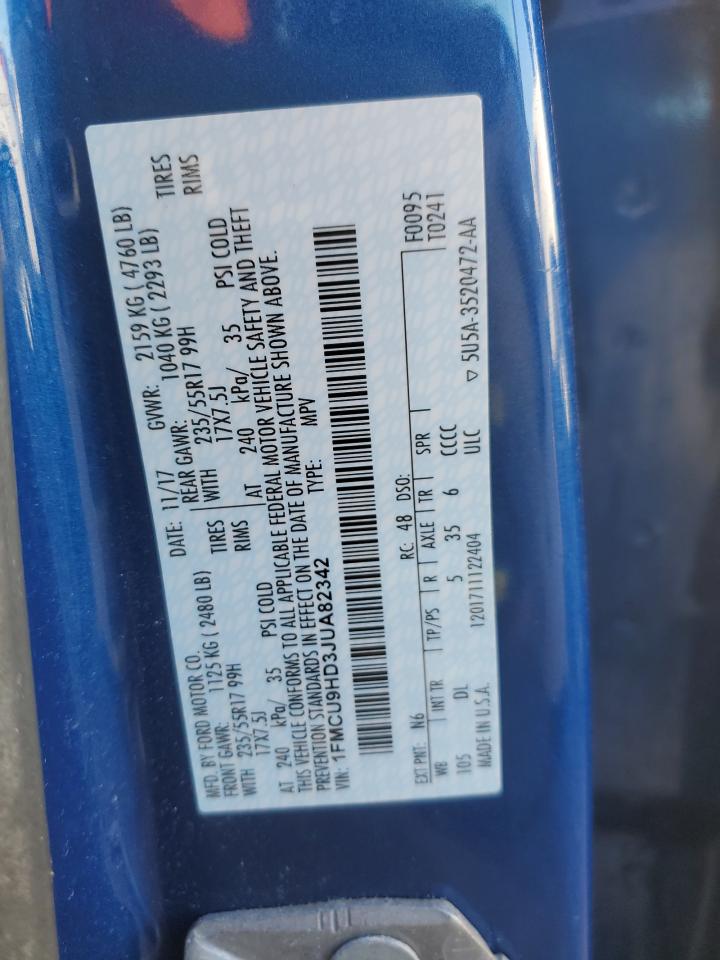 MFD. BY FORD MOTOR CO. DATE: 11/17 GVWR: 2159 KG ( 4760 LB)
FRONT GAWR: 1125 KG ( 2480 LB) REAR GAWR: 1040 KG ( 2293 LB)
WITH 235/55R17 99H TIRES WITH 235/55R17 99H TIRES
17X7.5J RIMS 17X7.5J RIMS
AT 240 kPa/ 35 PSI COLD AT 240 kPa/ 35 PSI COLD
THIS VEHICLE CONFORMS TO ALL APPLICABLE FEDERAL MOTOR VEHICLE SAFETY AND THEFT
PREVENTION STANDARDS IN EFFECT ON THE DATE OF MANUFACTURE SHOWN ABOVE.
VIN: 1FMCU9HD3JUA82342 TYPE: MPV
F0095
T0241
EXT PNT: N6 RC: 48 DSO:
WB INT TR TP/PS R AXLE TR SPR
105 DL 5 35 6 CCCC
MADE IN U.S.A. 1201711122404 ULC
▽ 5U5A-3520472-AA